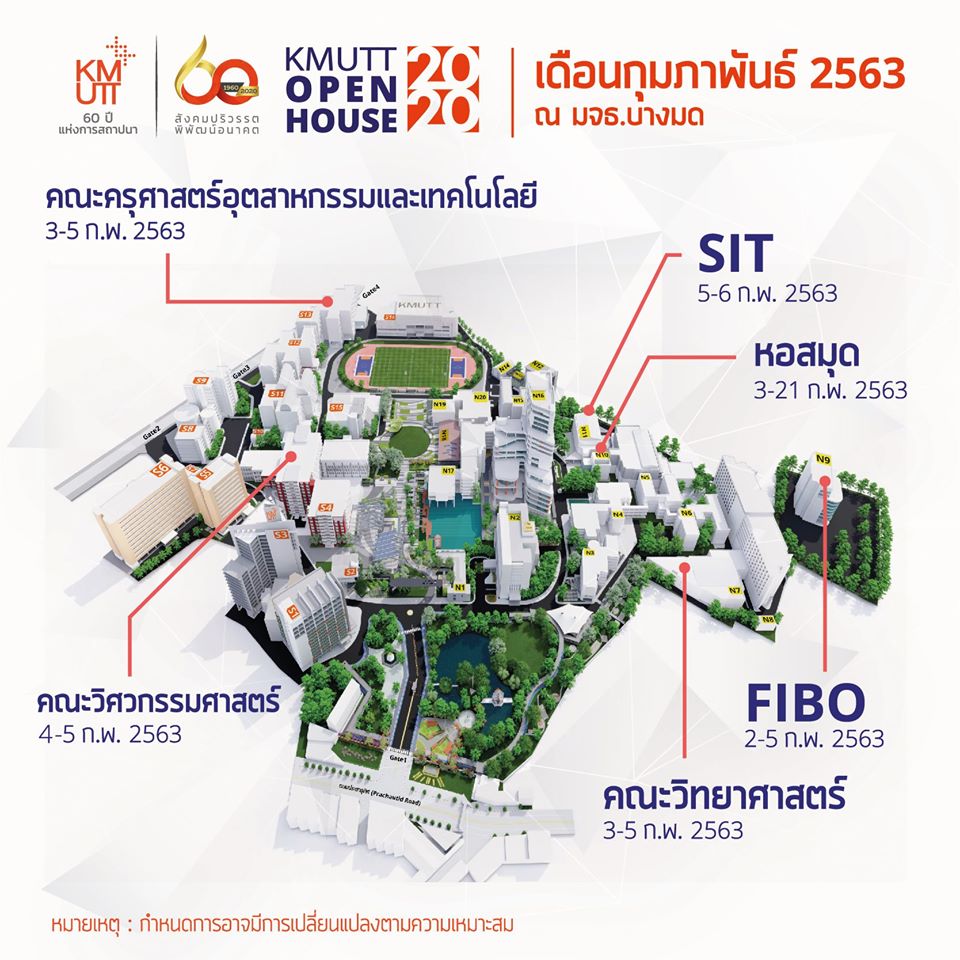 KM
UTT
60 ปี
แห่งการสถาปนา
1960 2020
สังคมปริวรรต
พิพัฒน์อนาคต
KMUTT
OPEN
HOUSE
20
20
เดือนกุมภาพันธ์ 2563
ณ มจธ.บางมด
คณะครุศาสตร์อุตสาหกรรมและเทคโนโลยี
3-5 ก.พ. 2563
SIT
5-6 ก.พ. 2563
หอสมุด
3-21 ก.พ. 2563
Gate4
KMUTT
S13
S14
S12
Gate3
S9
S11
S15
N14
N12
N15
N16
N20
N19
N18
N11
N10
Gate2
S8
S10
S6
S5
S4
S3
S2
S1
N17
N5
N9
N2
N4
N6
N3
N1
N7
N8
คณะวิศวกรรมศาสตร์
4-5 ก.พ. 2563
FIBO
2-5 ก.พ. 2563
Gate1
ถนนประชาอุทิศ (Prachautid Road)
คณะวิทยาศาสตร์
3-5 ก.พ. 2563
หมายเหตุ : กำหนดการอาจมีการเปลี่ยนแปลงตามความเหมาะสม